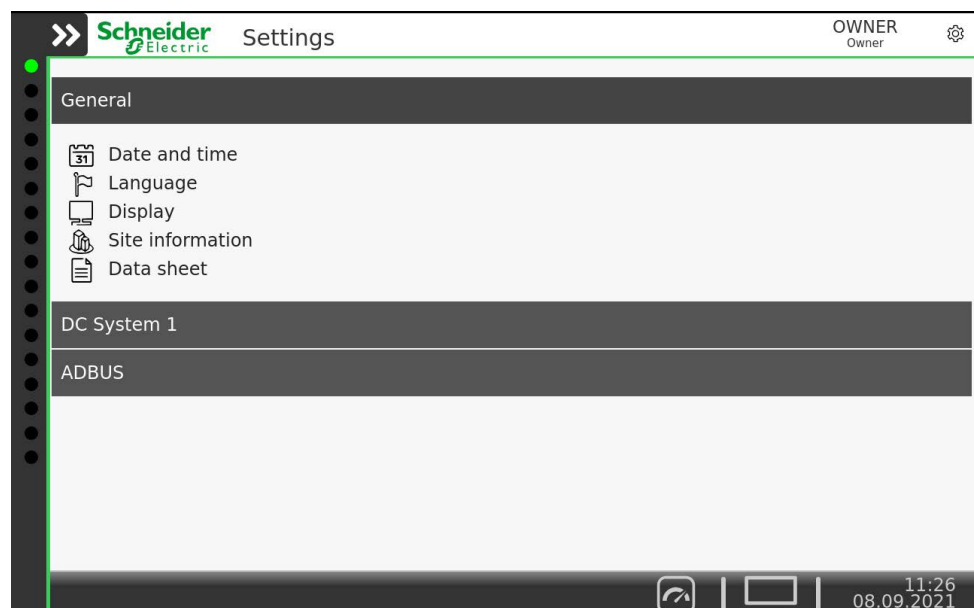 Schneider
Electric
Settings
OWNER
Owner
General
31
Date and time
Language
Display
Site information
Data sheet
DC System 1
ADBUS
11:26
08.09.2021